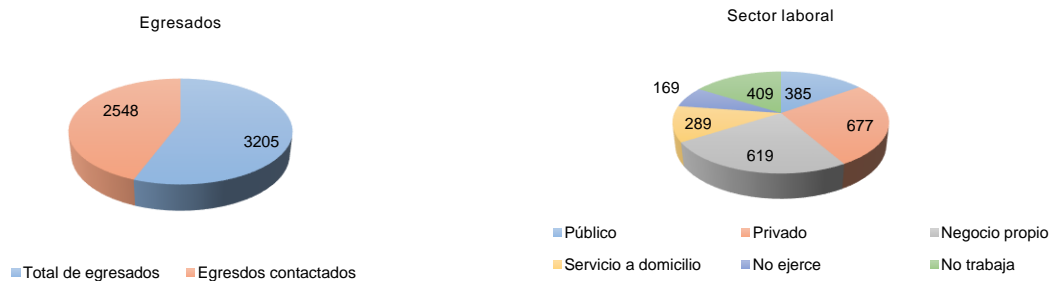 Egresados
2548
3205
Total de egresados
Egresdos contactados
Sector laboral
169
409
385
289
677
619
Público
Privado
Negocio propio
Servicio a domicilio
No ejerce
No trabaja